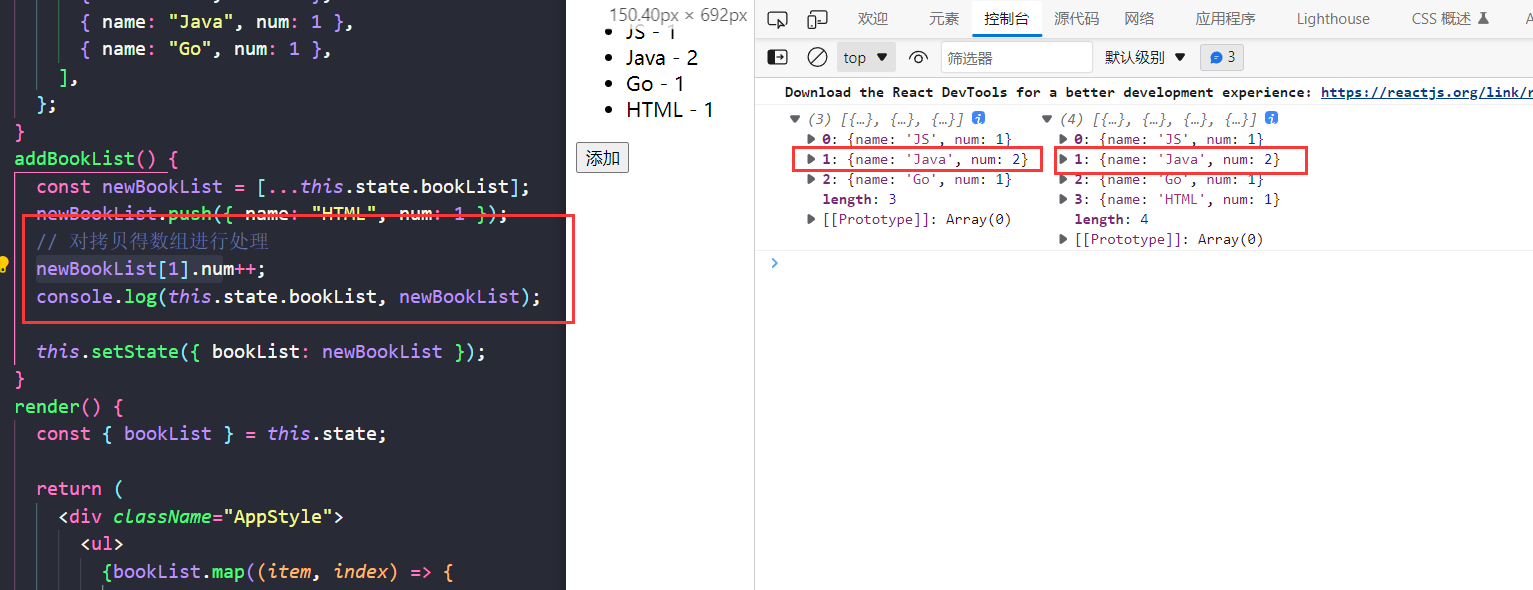 { name: "Java", num: 1 },
{ name: "Go", num: 1 },
],
};
}
addBookList() {
const newBookList = [...this.state.bookList];
newBookList.push({ name: "HTML", num: 1 });
// 对拷贝得数组进行处理
newBookList[1].num++;
console.log(this.state.bookList, newBookList);
this.setState({ bookList: newBookList });
}
render() {
const { bookList } = this.state;
return (
<div className="AppStyle">
<ul>
{bookList.map((item, index) => {
150.40px × 692px
• JS - 1
• Java - 2
• Go - 1
• HTML - 1
添加
欢迎 元素 控制台 源代码 网络 应用程序 Lighthouse CSS 概述
top 筛选器 默认级别 3
Download the React DevTools for a better development experience: https://reactjs.org/link/r
(3) [{…}, {…}, {…}]
0: {name: 'JS', num: 1}
1: {name: 'Java', num: 2}
2: {name: 'Go', num: 1}
length: 3
[[Prototype]]: Array(0)
(4) [{…}, {…}, {…}, {…}]
0: {name: 'JS', num: 1}
1: {name: 'Java', num: 2}
2: {name: 'Go', num: 1}
3: {name: 'HTML', num: 1}
length: 4
[[Prototype]]: Array(0)